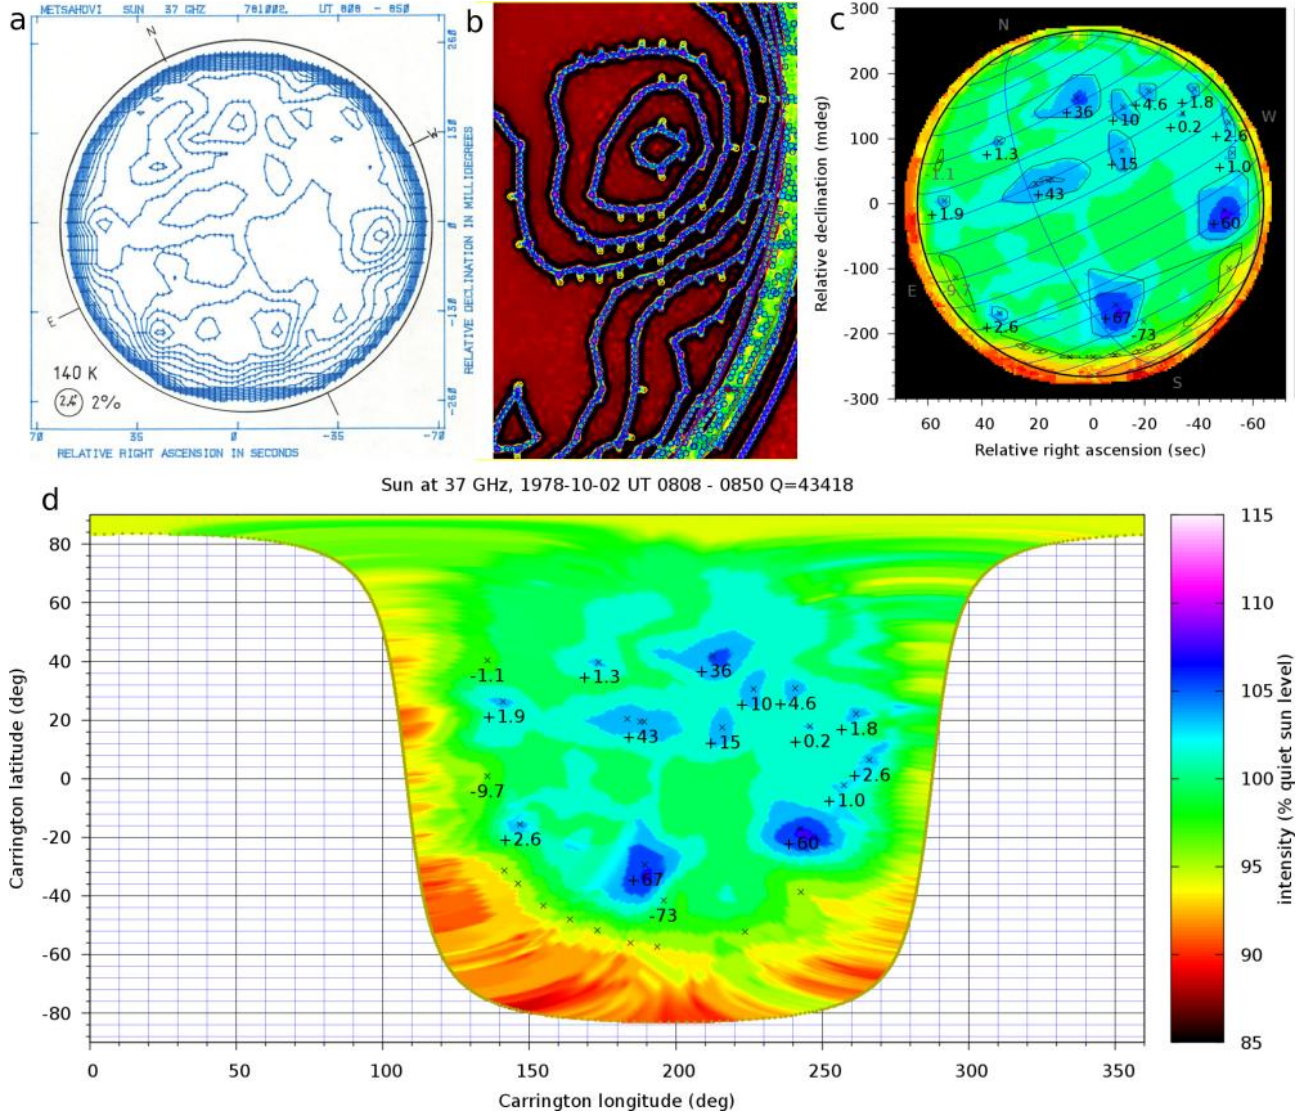 a
METSAHOVI SUN 37 GHZ 781002. UT 808 - 850
N
W
E
260
130
0
-130
-260
RELATIVE DECLINATION IN MILLIDEGREES
140 K
2%
70 35 0 -35 -70
RELATIVE RIGHT ASCENSION IN SECONDS
b
c
300
200
100
0
-100
-200
-300
Relative declination (mdeg)
N
W
E
S
+36
+10
+4.6
+1.8
+0.2
+2.6
+1.3
+15
+1.0
-1.1
+43
+1.9
+60
-9.7
+2.6
+67
-73
60 40 20 0 -20 -40 -60
Relative right ascension (sec)
Sun at 37 GHz, 1978-10-02 UT 0808 - 0850 Q=43418
d
80
60
40
20
0
-20
-40
-60
-80
Carrington latitude (deg)
-1.1
+1.3
+36
+10
+4.6
+1.9
+43
+15
+0.2
+1.8
-9.7
+2.6
+1.0
+2.6
+60
+67
-73
0 50 100 150 200 250 300 350
Carrington longitude (deg)
115
110
105
100
95
90
85
intensity (% quiet sun level)